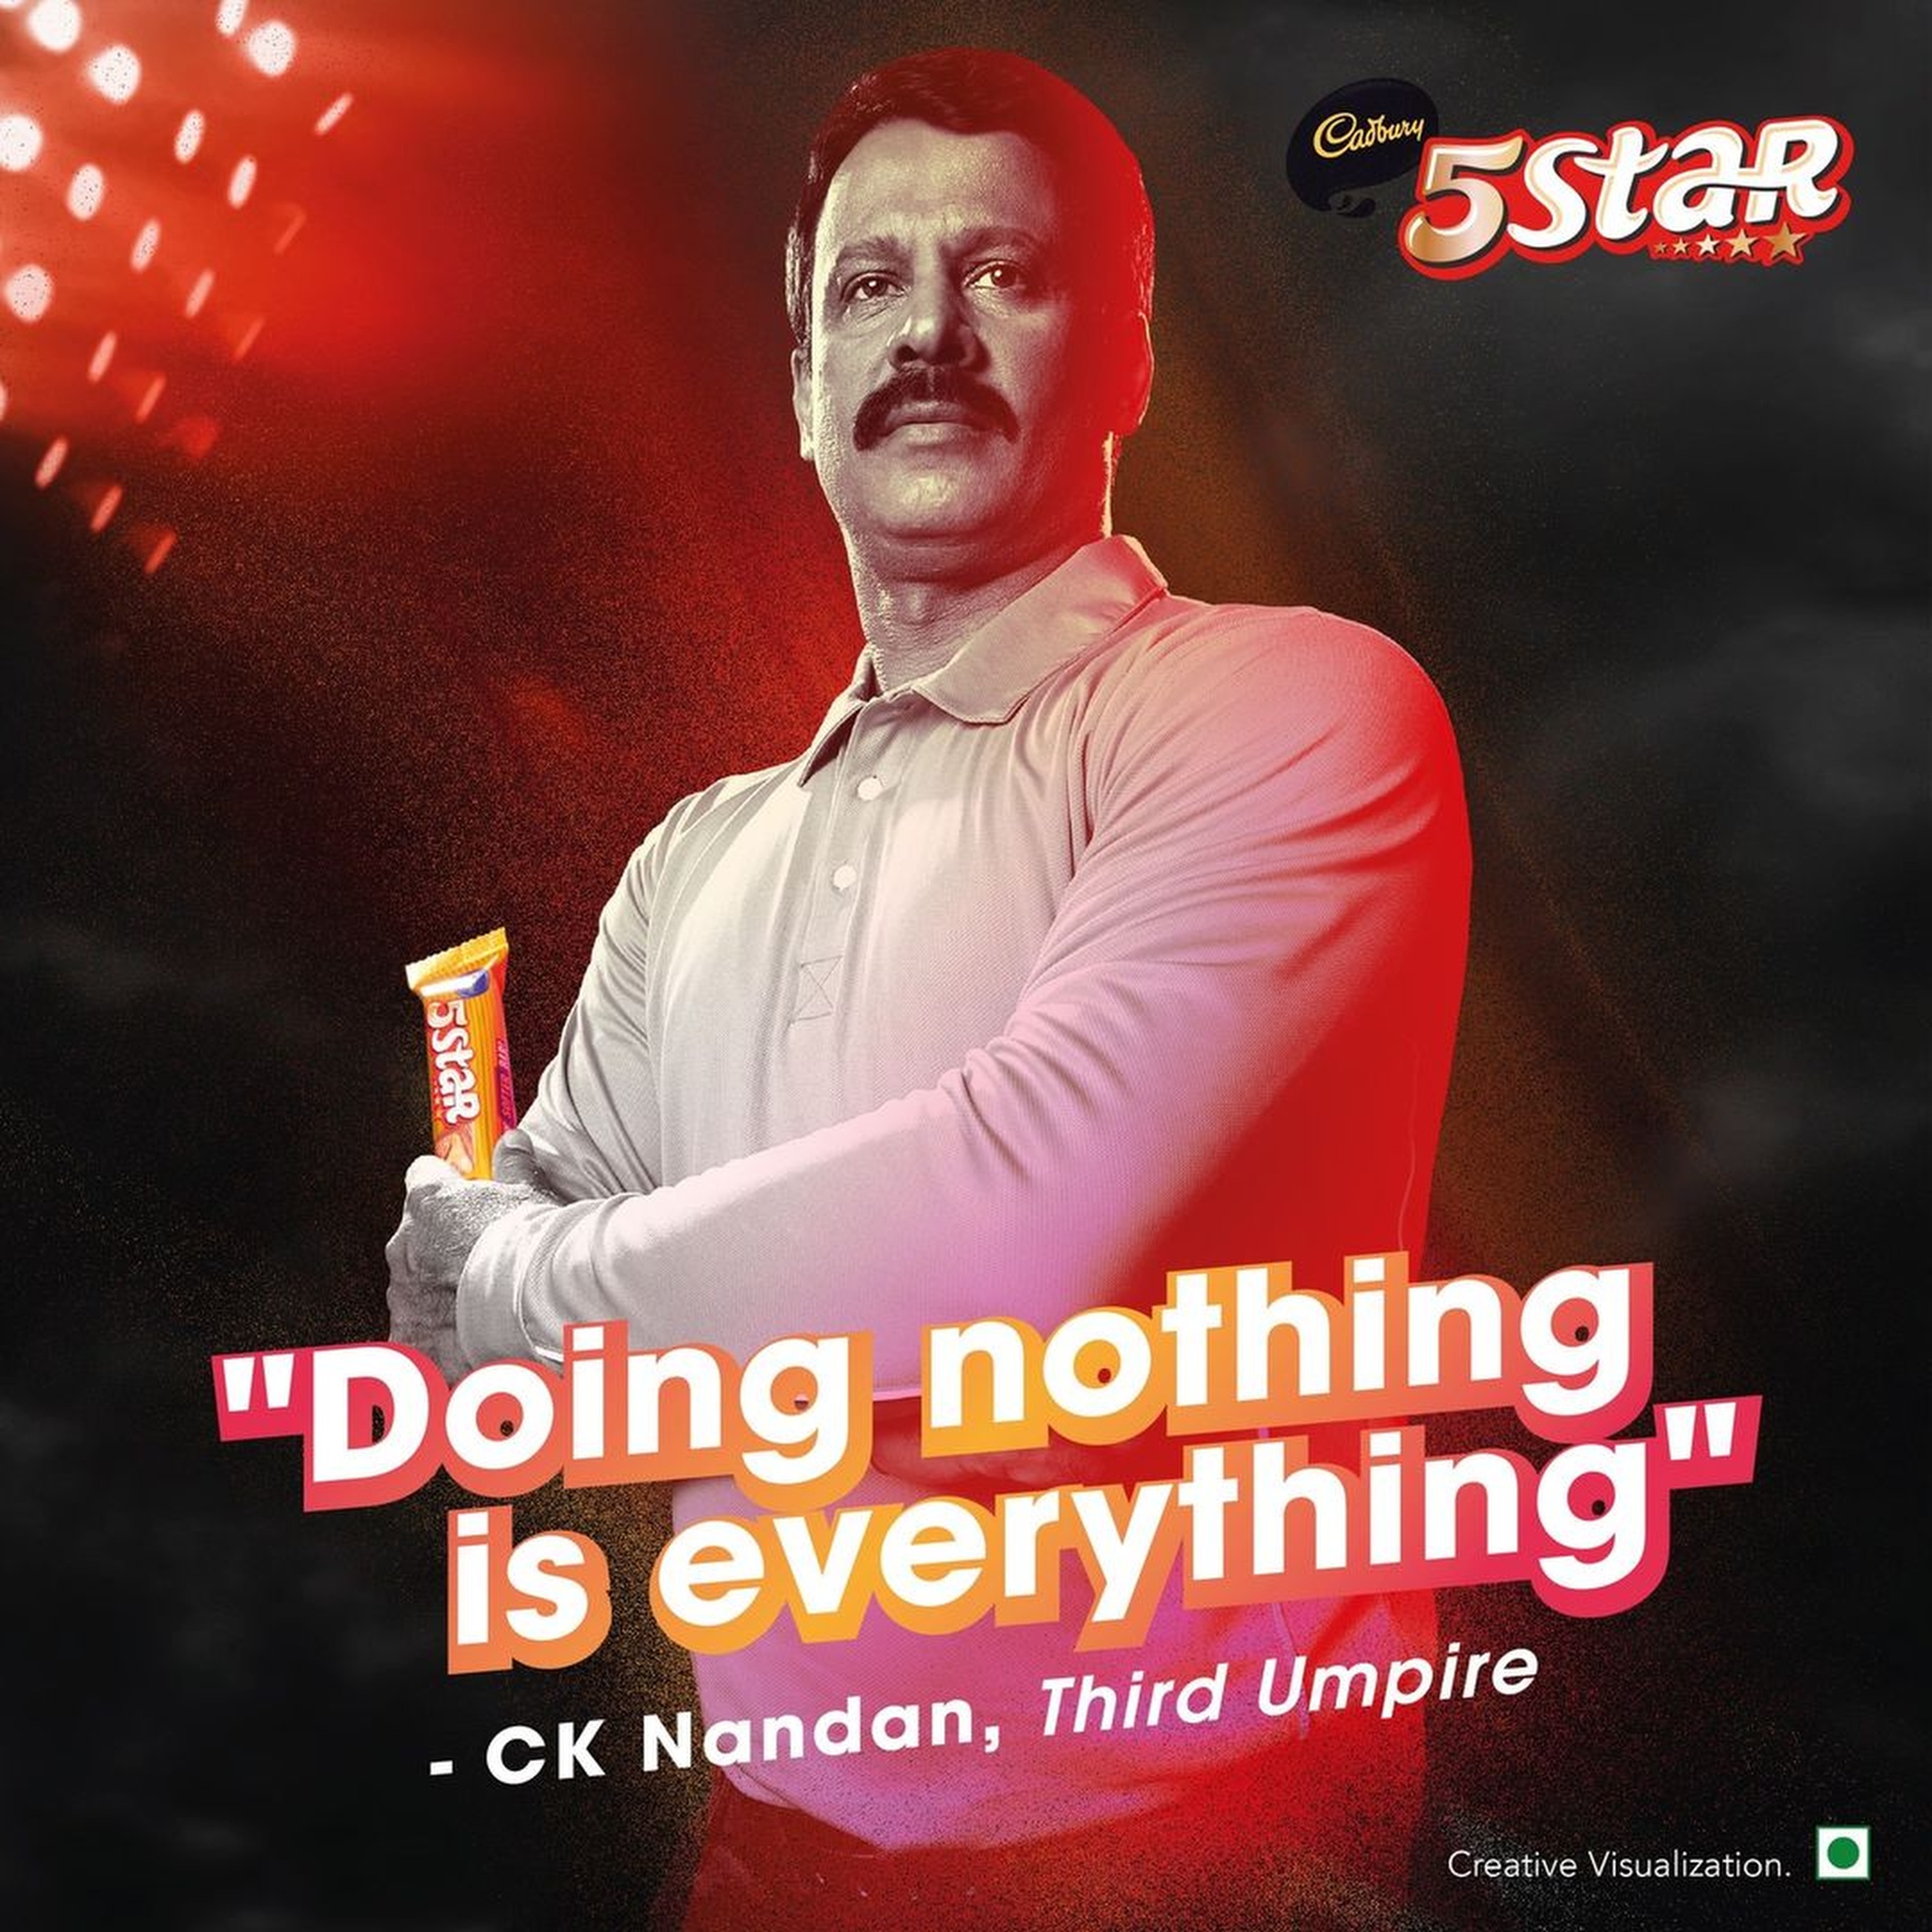 Cadbury
5Star
5Star
"Doing nothing
is everything"
- CK Nandan, Third Umpire
Creative Visualization.